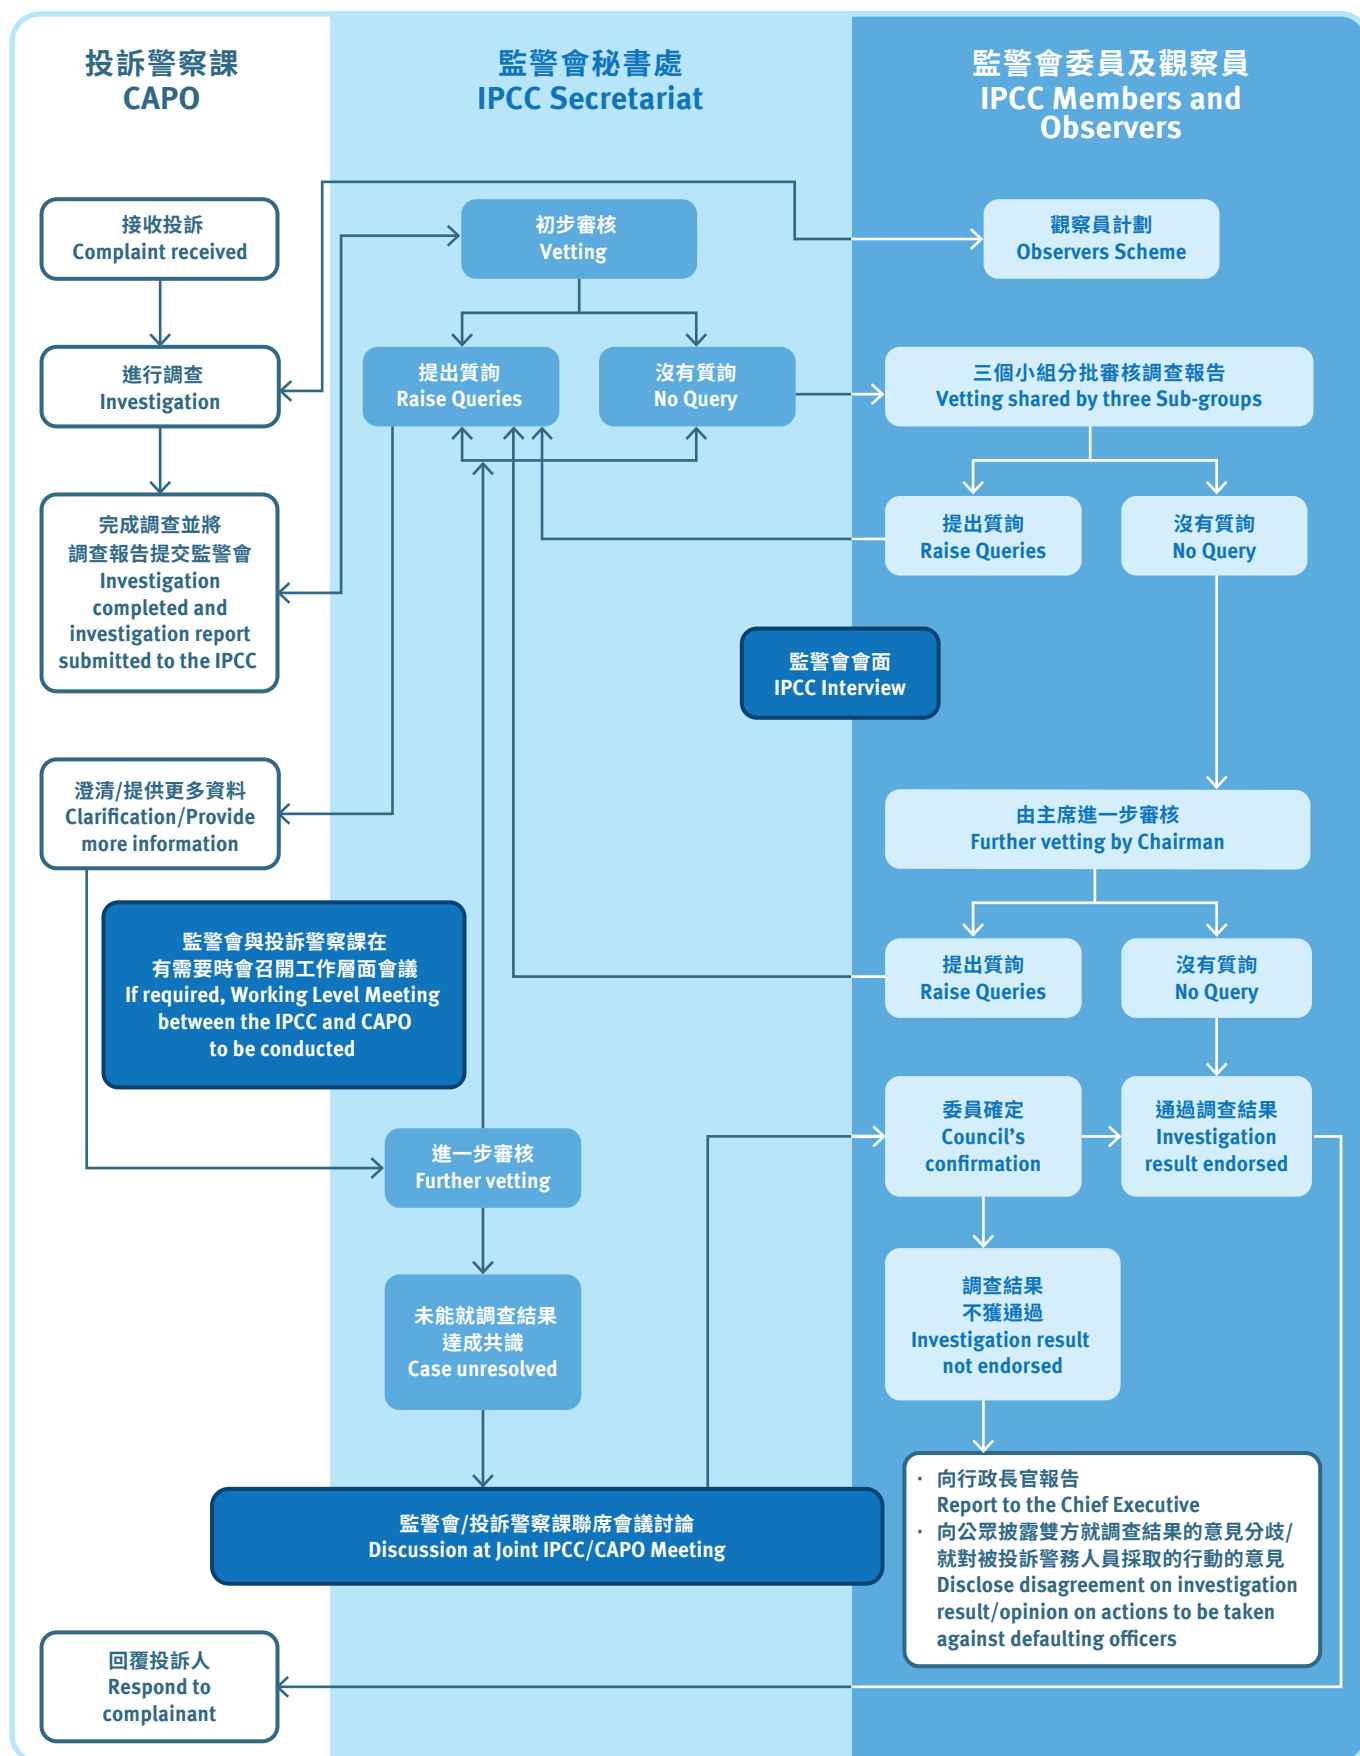 投訴警察課
CAPO
監警會秘書處
IPCC Secretariat
監警會委員及觀察員
IPCC Members and
Observers
接收投訴
Complaint received
初步審核
Vetting
觀察員計劃
Observers Scheme
進行調查
Investigation
提出質詢
Raise Queries
沒有質詢
No Query
三個小組分批審核調查報告
Vetting shared by three Sub-groups
完成調查並將
調查報告提交監警會
Investigation
completed and
investigation report
submitted to the IPCC
提出質詢
Raise Queries
沒有質詢
No Query
監警會會面
IPCC Interview
澄清/提供更多資料
Clarification/Provide
more information
由主席進一步審核
Further vetting by Chairman
監警會與投訴警察課在
有需要時會召開工作層面會議
If required, Working Level Meeting
between the IPCC and CAPO
to be conducted
提出質詢
Raise Queries
沒有質詢
No Query
進一步審核
Further vetting
委員確定
Council's
confirmation
通過調查結果
Investigation
result endorsed
未能就調查結果
達成共識
Case unresolved
調查結果
不獲通過
Investigation result
not endorsed
監警會/投訴警察課聯席會議討論
Discussion at Joint IPCC/CAPO Meeting
· 向行政長官報告
Report to the Chief Executive
· 向公眾披露雙方就調查結果的意見分歧/
就對被投訴警務人員採取的行動的意見
Disclose disagreement on investigation
result/opinion on actions to be taken
against defaulting officers
回覆投訴人
Respond to
complainant